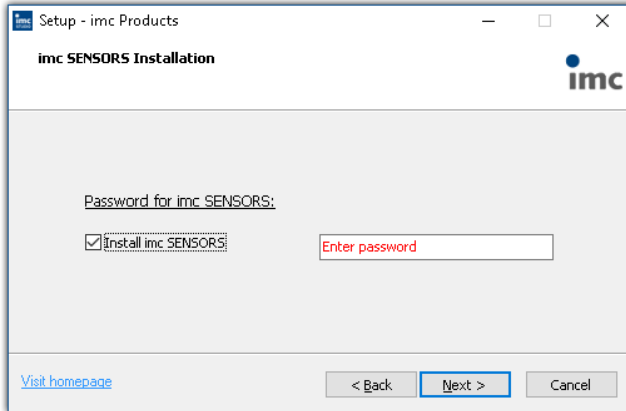 imc
Setup - imc Products
imc SENSORS Installation
imc
Password for imc SENSORS:
Install imc SENSORS
Enter password
Visit homepage
< Back
Next >
Cancel